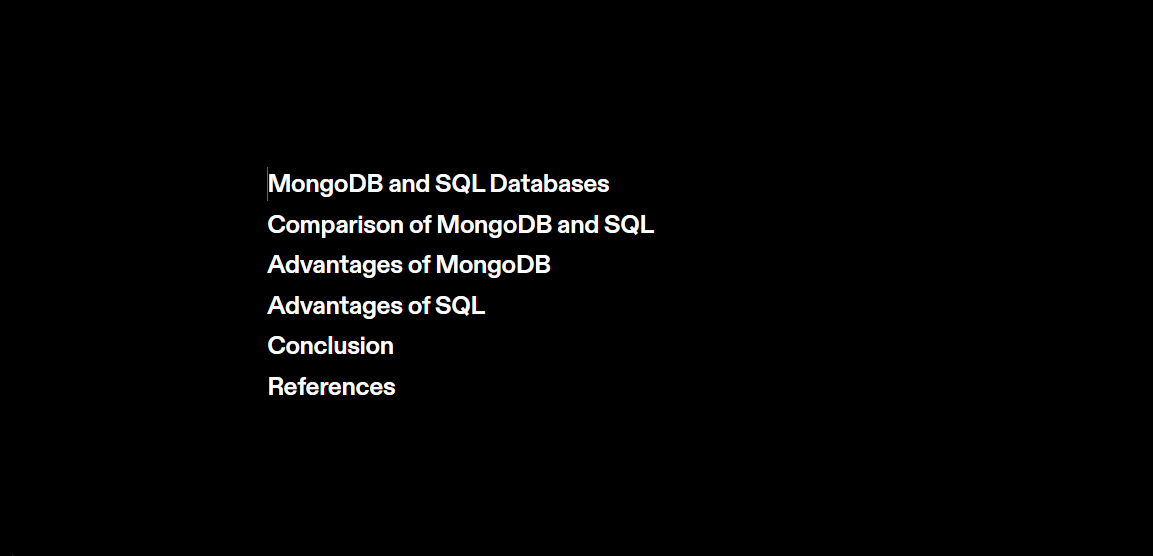 MongoDB and SQL Databases
Comparison of MongoDB and SQL
Advantages of MongoDB
Advantages of SQL
Conclusion
References